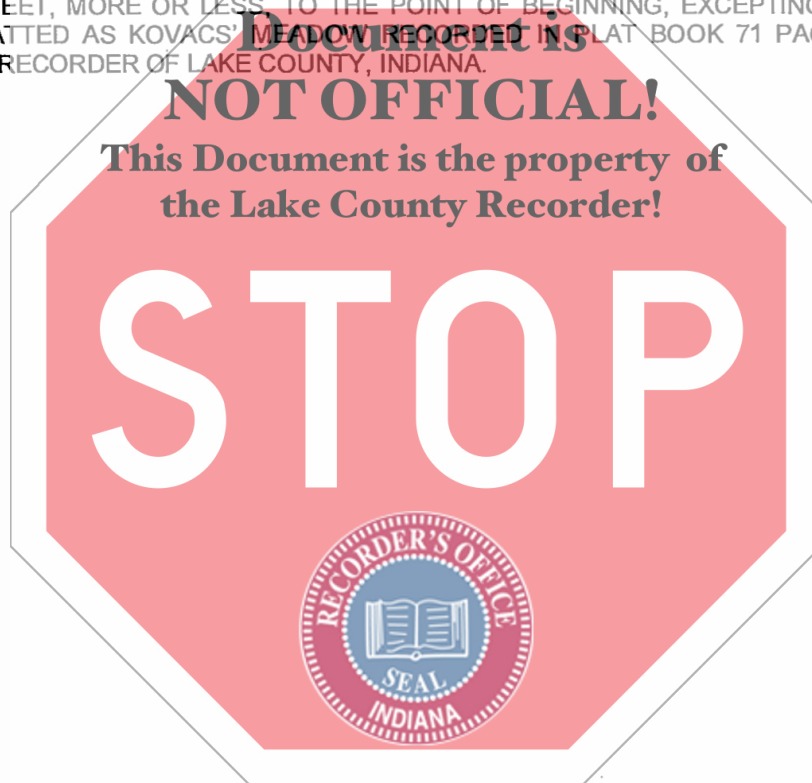 EET, MORE OR LESS, TO THE POINT OF BEGINNING, EXCEPTING
TTED AS KOVACS' MEADOW RECORDED IN PLAT BOOK 71 PA
RECORDER OF LAKE COUNTY, INDIANA.
Document is
NOT OFFICIAL!
This Document is the property of
the Lake County Recorder!
STOP
RECORDER'S OFFICE
SEAL
INDIANA